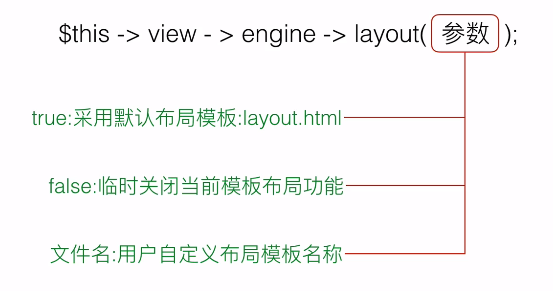 $this -> view - > engine -> layout( 参数 );
true:采用默认布局模板:layout.html
false:临时关闭当前模板布局功能
文件名:用户自定义布局模板名称